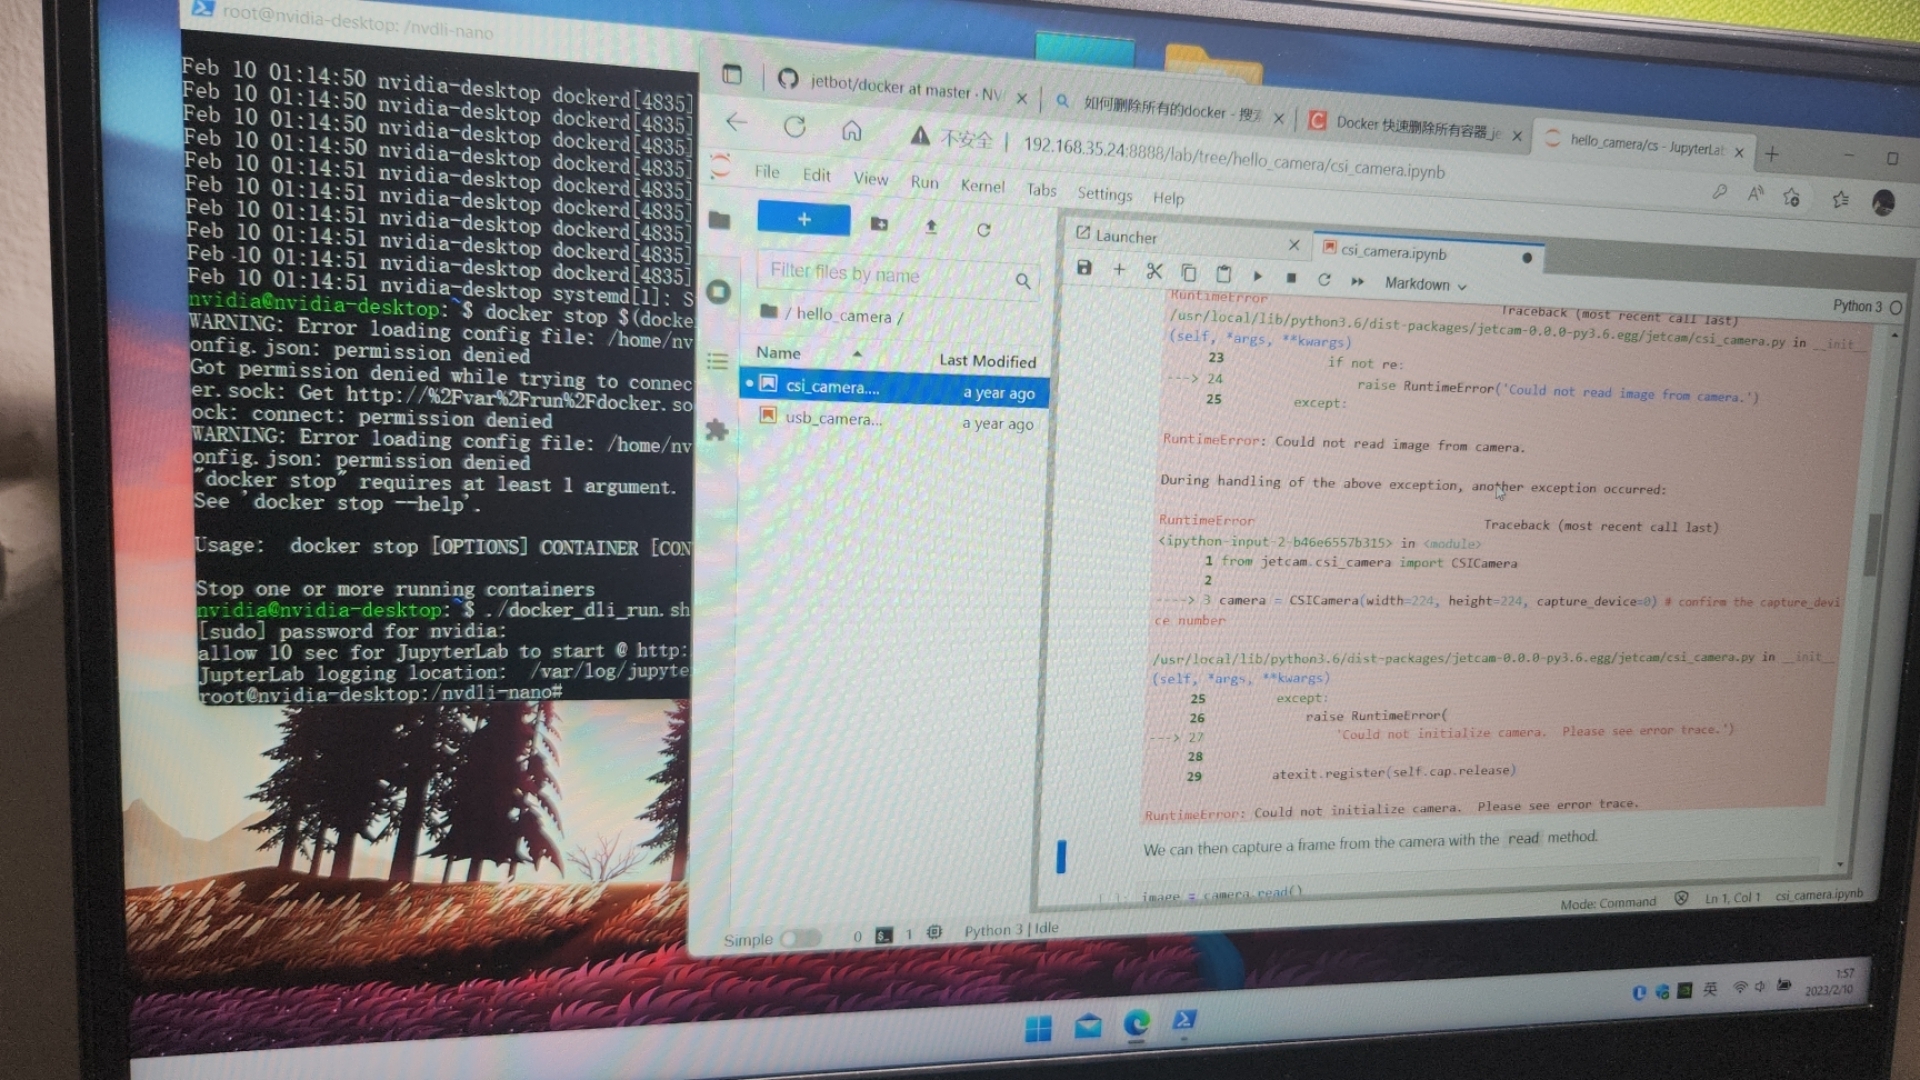 root@nvidia-desktop: /nvdli-nano
Feb 10 01:14:50 nvidia-desktop dockerd[4835]
Feb 10 01:14:50 nvidia-desktop dockerd[4835]
Feb 10 01:14:50 nvidia-desktop dockerd[4835]
Feb 10 01:14:50 nvidia-desktop dockerd[4835]
Feb 10 01:14:51 nvidia-desktop dockerd[4835]
Feb 10 01:14:51 nvidia-desktop dockerd[4835]
Feb 10 01:14:51 nvidia-desktop dockerd[4835]
Feb 10 01:14:51 nvidia-desktop dockerd[4835]
Feb 10 01:14:51 nvidia-desktop dockerd[4835]
Feb 10 01:14:51 nvidia-desktop systemd[1]: S
nvidia@nvidia-desktop:~$ docker stop $(docke
WARNING: Error loading config file: /home/nv
onfig.json: permission denied
Got permission denied while trying to connec
er.sock: Get http://%2Fvar%2Frun%2Fdocker.so
ock: connect: permission denied
WARNING: Error loading config file: /home/nv
onfig.json: permission denied
"docker stop" requires at least 1 argument.
See 'docker stop --help'.
Usage: docker stop [OPTIONS] CONTAINER [CON
Stop one or more running containers
nvidia@nvidia-desktop:~$ ./docker_dli_run.sh
[sudo] password for nvidia:
allow 10 sec for JupyterLab to start @ http:
JupterLab logging location: /var/log/jupyte
root@nvidia-desktop:/nvdli-nano#
jetbot/docker at master · NV
如何删除所有的docker - 搜
Docker 快速删除所有容器_je
hello_camera/cs - JupyterLab
不安全 | 192.168.35.24:8888/lab/tree/hello_camera/csi_camera.ipynb
File Edit View Run Kernel Tabs Settings Help
Filter files by name
/ hello_camera /
Name Last Modified
csi_camera.... a year ago
usb_camera... a year ago
Launcher
csi_camera.ipynb
Markdown
Python 3
RuntimeError Traceback (most recent call last)
/usr/local/lib/python3.6/dist-packages/jetcam-0.0.0-py3.6.egg/jetcam/csi_camera.py in __init__
(self, *args, **kwargs)
23 if not re:
---> 24 raise RuntimeError('Could not read image from camera.')
25 except:
RuntimeError: Could not read image from camera.
During handling of the above exception, another exception occurred:
RuntimeError Traceback (most recent call last)
<ipython-input-2-b46e6557b315> in <module>
1 from jetcam.csi_camera import CSICamera
2
----> 3 camera = CSICamera(width=224, height=224, capture_device=0) # confirm the capture_devi
ce number
/usr/local/lib/python3.6/dist-packages/jetcam-0.0.0-py3.6.egg/jetcam/csi_camera.py in __init__
(self, *args, **kwargs)
25 except:
26 raise RuntimeError(
---> 27 'Could not initialize camera. Please see error trace.')
28
29 atexit.register(self.cap.release)
RuntimeError: Could not initialize camera. Please see error trace.
We can then capture a frame from the camera with the read method.
[ ]: image = camera.read()
Simple 0 1 Python 3 | Idle
Mode: Command Ln 1, Col 1 csi_camera.ipynb
英
1:57
2023/2/10